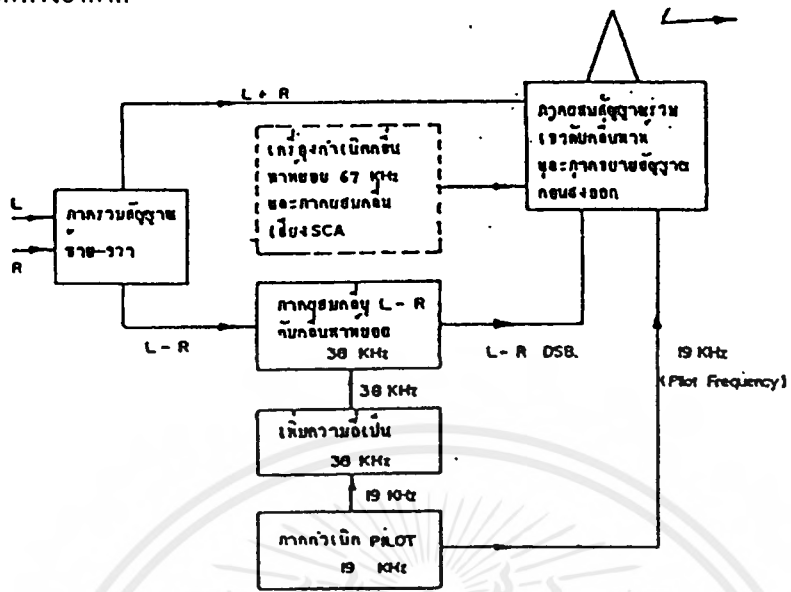 L + R
เครื่องกำเนิดคลื่น
พาห์ย่อย 67 KHz
และภาคผสมคลื่น
เสียงSCA
ภาคผสมสัญญาณรวม
เขากับคลื่นพาห์
และภาคขยายสัญญาณ
ก่อนส่งออก
L
R
ภาครวมสัญญาณ
ซ้าย-ขวา
L - R
ภาคผสมคลื่น L - R
กับคลื่นพาห์ย่อย
38 KHz
L - R DSB.
19 KHz
(Pilot Frequency)
38 KHz
เพิ่มความถี่เป็น
38 KHz
19 KHz
ภาคกำเนิด PILOT
19 KHz